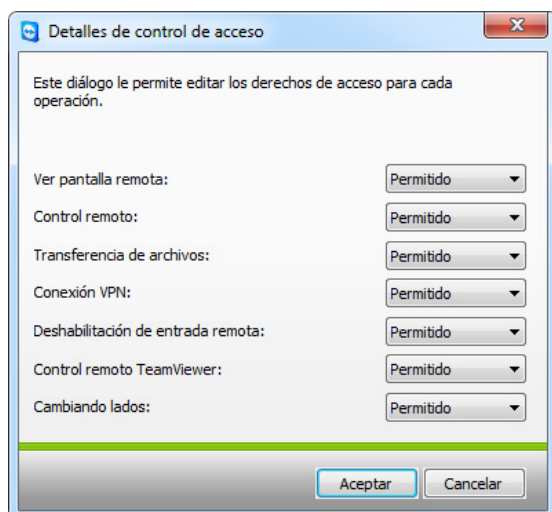 Detalles de control de acceso
Este diálogo le permite editar los derechos de acceso para cada
operación.
Ver pantalla remota: Permitido
Control remoto: Permitido
Transferencia de archivos: Permitido
Conexión VPN: Permitido
Deshabilitación de entrada remota: Permitido
Control remoto TeamViewer: Permitido
Cambiando lados: Permitido
Aceptar Cancelar